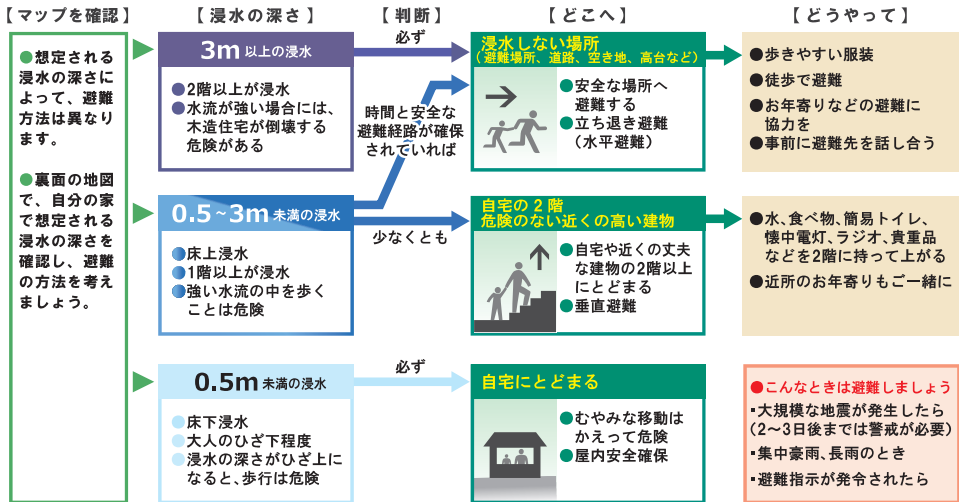 【マップを確認】
●想定される
浸水の深さに
よって、避難
方法は異なり
ます。
●裏面の地図
で、自分の家
で想定される
浸水の深さを
確認し、避難
の方法を考え
ましょう。
【浸水の深さ】
3m以上の浸水
●2階以上が浸水
●水流が強い場合には、
木造住宅が倒壊する
危険がある
0.5~3m未満の浸水
●床上浸水
●1階以上が浸水
●強い水流の中を歩く
ことは危険
0.5m未満の浸水
●床下浸水
●大人のひざ下程度
●浸水の深さがひざ上に
なると、歩行は危険
【判断】
必ず
時間と安全な
避難経路が確保
されていれば
少なくとも
必ず
【どこへ】
浸水しない場所
（避難場所、道路、空き地、高台など）
●安全な場所へ
避難する
●立ち退き避難
（水平避難）
自宅の2階
危険のない近くの高い建物
●自宅や近くの丈夫
な建物の2階以上
にとどまる
●垂直避難
自宅にとどまる
●むやみな移動は
かえって危険
●屋内安全確保
【どうやって】
●歩きやすい服装
●徒歩で避難
●お年寄りなどの避難に
協力を
●事前に避難先を話し合う
●水、食べ物、簡易トイレ、
懐中電灯、ラジオ、貴重品
などを2階に持って上がる
●近所のお年寄りもご一緒に
●こんなときは避難しましょう
▪大規模な地震が発生したら
（2～3日後までは警戒が必要）
▪集中豪雨、長雨のとき
▪避難指示が発令されたら